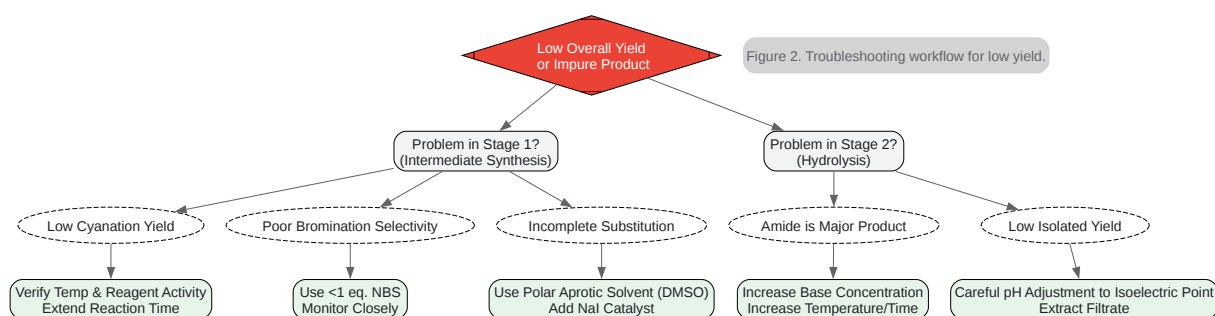 Low Overall Yield
or Impure Product
Figure 2. Troubleshooting workflow for low yield.
Problem in Stage 1?
(Intermediate Synthesis)
Problem in Stage 2?
(Hydrolysis)
Low Cyanation Yield
Poor Bromination Selectivity
Incomplete Substitution
Amide is Major Product
Low Isolated Yield
Verify Temp & Reagent Activity
Extend Reaction Time
Use <1 eq. NBS
Monitor Closely
Use Polar Aprotic Solvent (DMSO)
Add NaI Catalyst
Increase Base Concentration
Increase Temperature/Time
Careful pH Adjustment to Isoelectric Point
Extract Filtrate